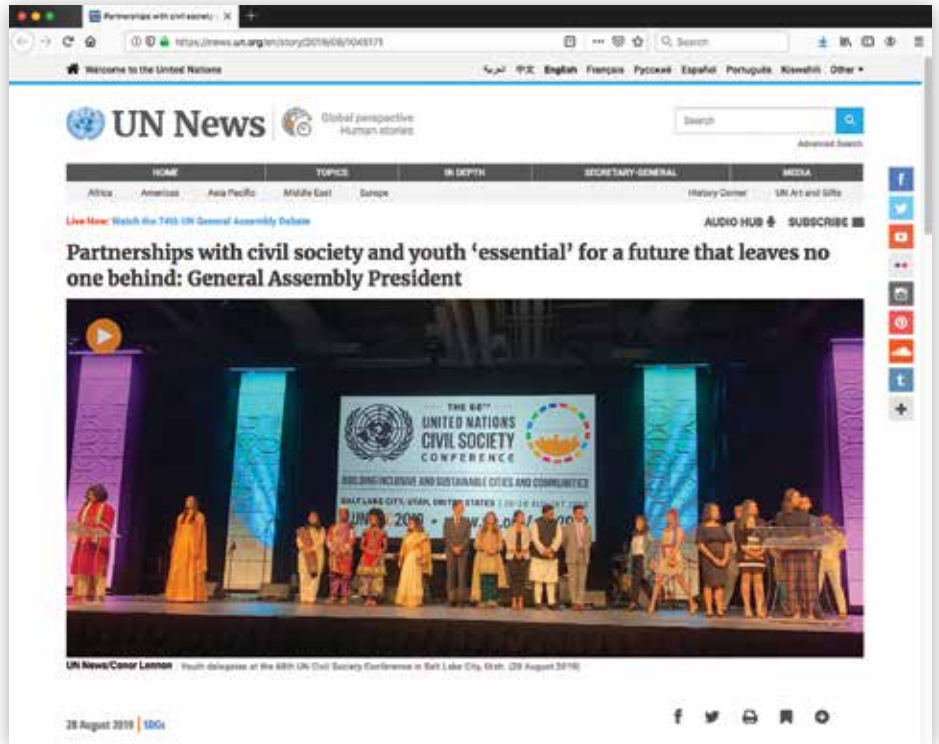 Partnerships with civil society
https://news.un.org/en/story/2019/08/1045171
Search
Welcome to the United Nations
العربية 中文 English Français Русский Español Português Kiswahili Other
UN News
Global perspective
Human stories
Search
Advanced Search
HOME TOPICS IN DEPTH SECRETARY-GENERAL MEDIA
Africa Americas Asia Pacific Middle East Europe History Corner UN Art and Gifts
Live Now: Watch the 74th UN General Assembly Debate
AUDIO HUB SUBSCRIBE
Partnerships with civil society and youth ‘essential’ for a future that leaves no
one behind: General Assembly President
THE 68TH
UNITED NATIONS
CIVIL SOCIETY
CONFERENCE
BUILDING INCLUSIVE AND SUSTAINABLE CITIES AND COMMUNITIES
SALT LAKE CITY, UTAH, UNITED STATES | 26-28 AUGUST
2019
UN News/Conor Lennon Youth delegates at the 68th UN Civil Society Conference in Salt Lake City, Utah. (28 August 2019)
28 August 2019 | SDGs